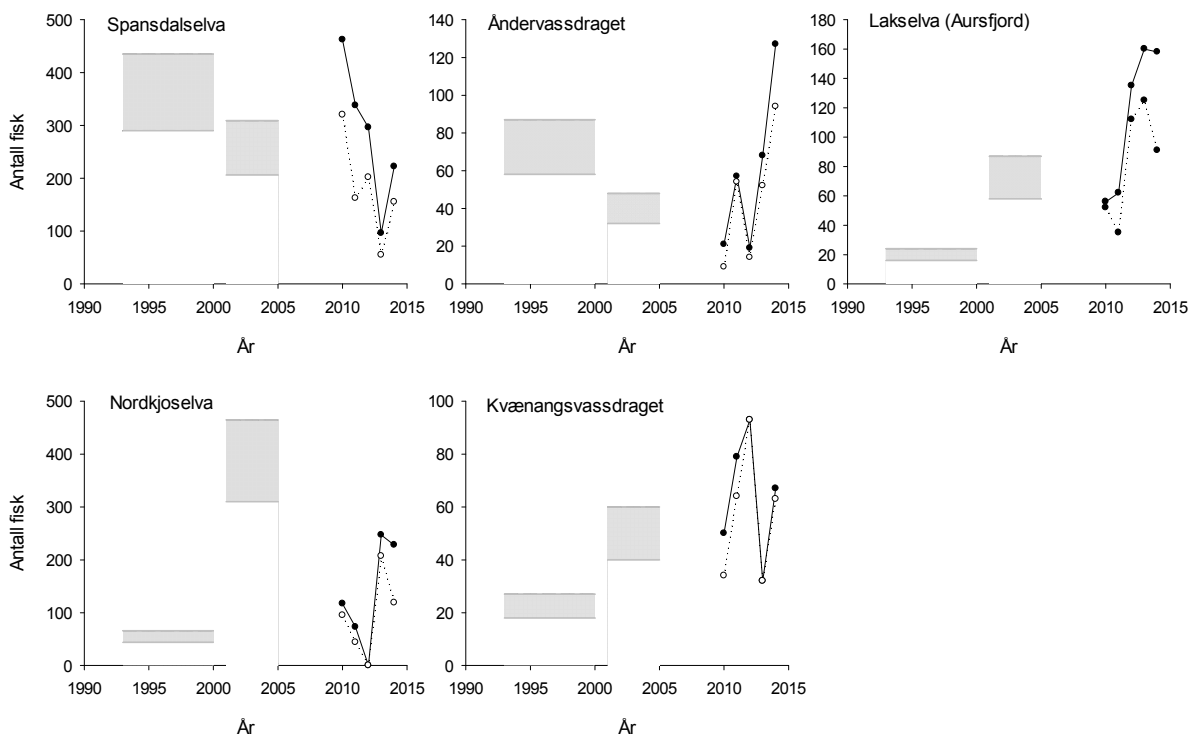 Spansdalselva
Åndervassdraget
Lakselva (Aursfjord)
Antall fisk
500
400
300
200
100
0
1990 1995 2000 2005 2010 2015
År
140
120
100
80
60
40
20
0
1990 1995 2000 2005 2010 2015
År
180
160
140
120
100
80
60
40
20
0
1990 1995 2000 2005 2010 2015
År
Nordkjoselva
Kvænangsvassdraget
Antall fisk
500
400
300
200
100
0
1990 1995 2000 2005 2010 2015
År
100
80
60
40
20
0
1990 1995 2000 2005 2010 2015
År